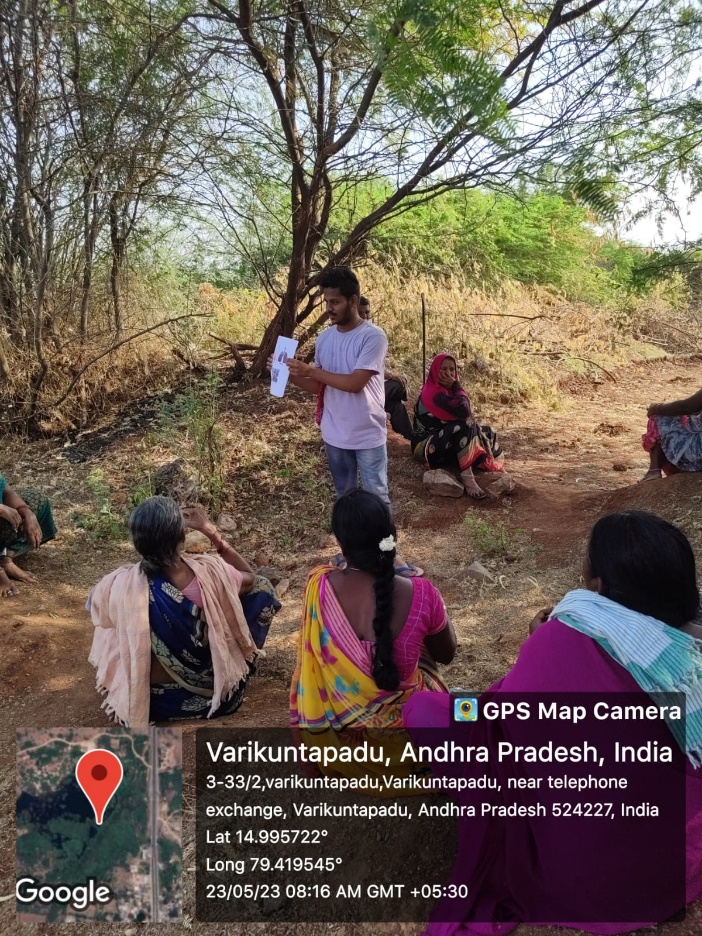 GPS Map Camera
Varikuntapadu, Andhra Pradesh, India
3-33/2,varikuntapadu,Varikuntapadu, near telephone
exchange, Varikuntapadu, Andhra Pradesh 524227, India
Lat 14.995722°
Long 79.419545°
23/05/23 08:16 AM GMT +05:30
Google